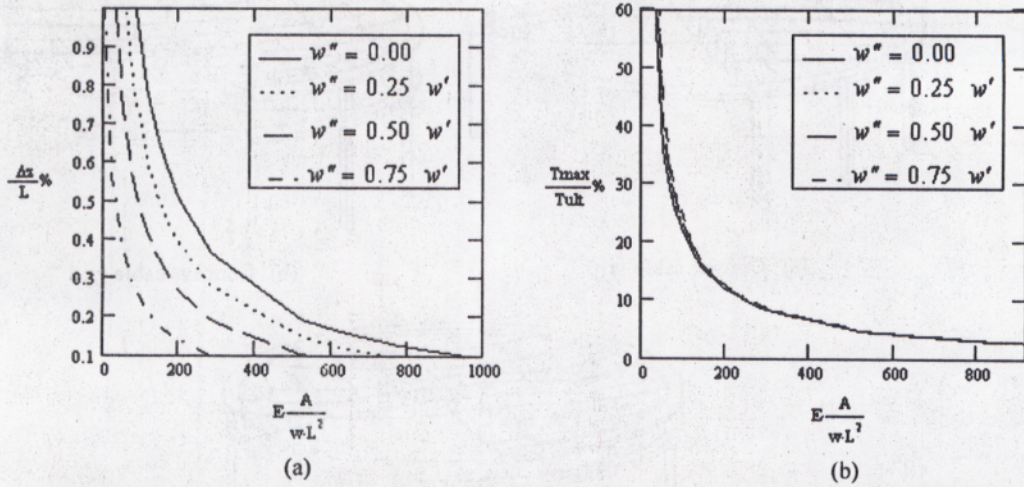 0.9
0.8
0.7
0.6
0.5
0.4
0.3
0.2
0.1
Δz
L
%
0
200
400
600
800
1000
w" = 0.00
w" = 0.25 w'
w" = 0.50 w'
w" = 0.75 w'
E A
w·L²
(a)
60
50
40
30
20
10
0
Tmax
Tult
%
0
200
400
600
800
w" = 0.00
w" = 0.25 w'
w" = 0.50 w'
w" = 0.75 w'
E A
w·L²
(b)